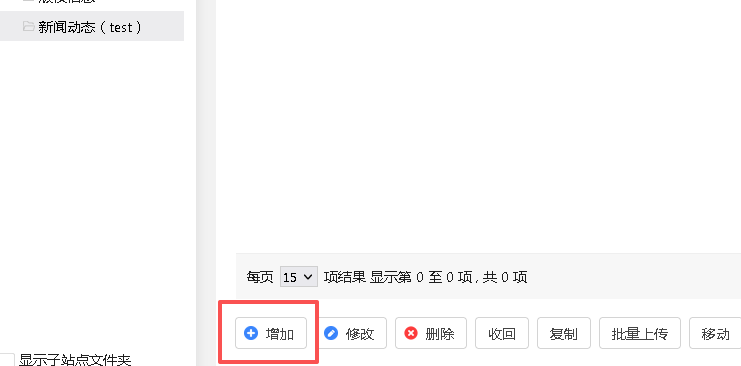 新闻动态（test）
每页 15 项结果 显示第 0 至 0 项，共 0 项
增加 修改 删除 收回 复制 批量上传 移动
显示子站点文件夹